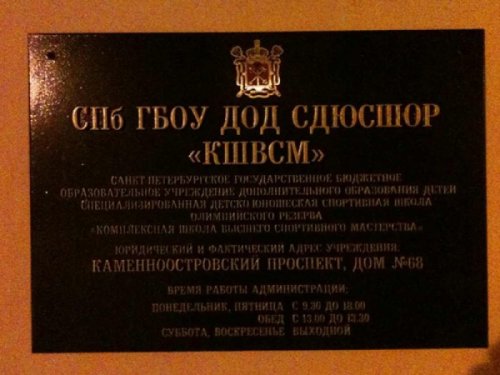 СПб ГБОУ ДОД СДЮСШОР
«КШВСМ»
САНКТ-ПЕТЕРБУРГСКОЕ ГОСУДАРСТВЕННОЕ БЮДЖЕТНОЕ
ОБРАЗОВАТЕЛЬНОЕ УЧРЕЖДЕНИЕ ДОПОЛНИТЕЛЬНОГО ОБРАЗОВАНИЯ ДЕТЕЙ
СПЕЦИАЛИЗИРОВАННАЯ ДЕТСКО ЮНОШЕСКАЯ СПОРТИВНАЯ ШКОЛА
ОЛИМПИЙСКОГО РЕЗЕРВА
«КОМПЛЕКСНАЯ ШКОЛА ВЫСШЕГО СПОРТИВНОГО МАСТЕРСТВА»
ЮРИДИЧЕСКИЙ И ФАКТИЧЕСКИЙ АДРЕС УЧРЕЖДЕНИЯ:
КАМЕННООСТРОВСКИЙ ПРОСПЕКТ, ДОМ №68
ВРЕМЯ РАБОТЫ АДМИНИСТРАЦИИ:
ПОНЕДЕЛЬНИК, ПЯТНИЦА С 9.30 ДО 18.00
ОБЕД С 13.00 ДО 13.30
СУББОТА, ВОСКРЕСЕНЬЕ ВЫХОДНОЙ